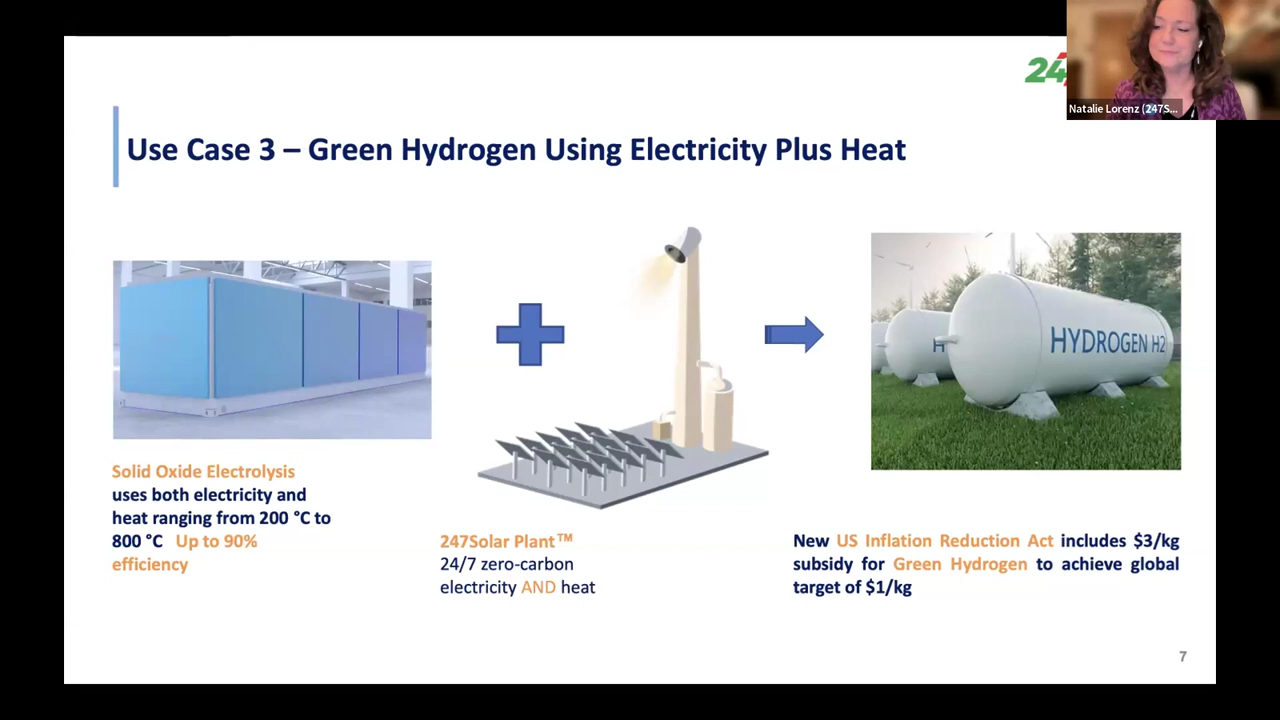 24
Natalie Lorenz (247S...
Use Case 3 – Green Hydrogen Using Electricity Plus Heat
HYDROGEN H2
H
Solid Oxide Electrolysis
uses both electricity and
heat ranging from 200 °C to
800 °C Up to 90%
efficiency
247Solar Plant™
24/7 zero-carbon
electricity AND heat
New US Inflation Reduction Act includes $3/kg
subsidy for Green Hydrogen to achieve global
target of $1/kg
7